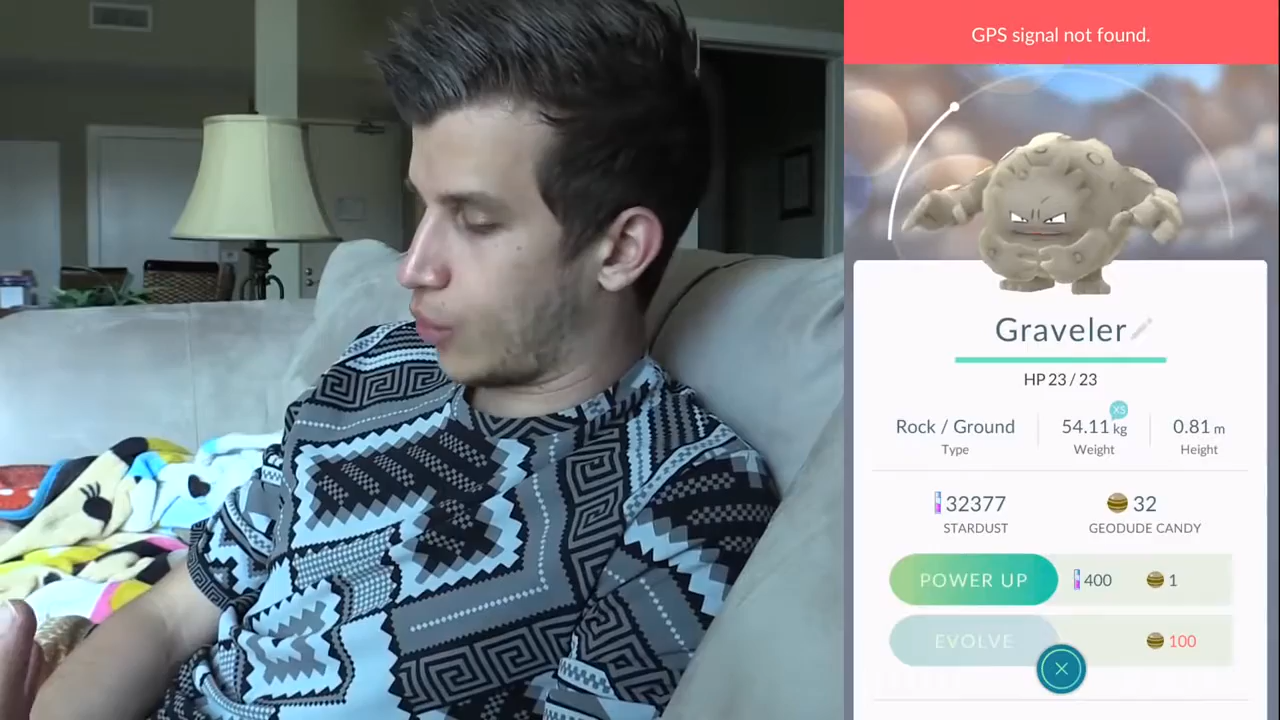 GPS signal not found.
Graveler
HP 23 / 23
Rock / Ground
Type
XS
54.11 kg
Weight
0.81 m
Height
32377
STARDUST
32
GEODUDE CANDY
POWER UP
400
1
EVOLVE
100